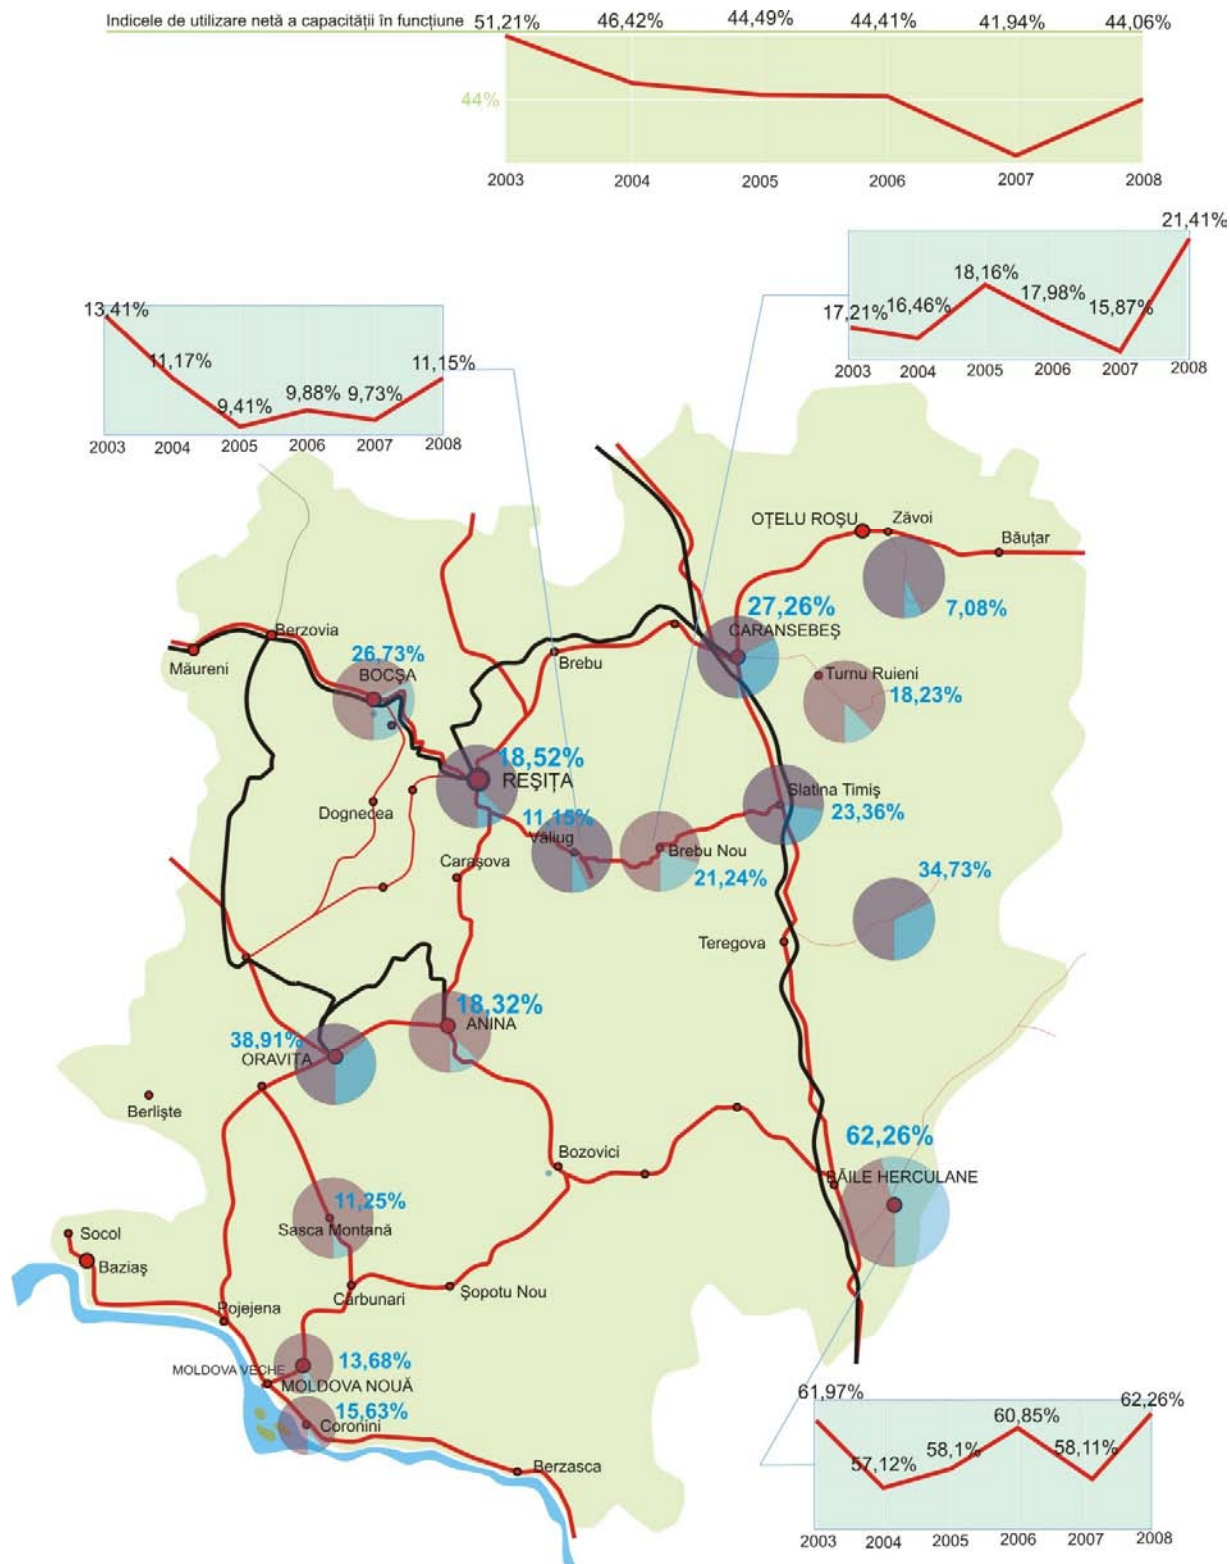 Indicele de utilizare netă a capacității în funcțiune 51,21% 46,42% 44,49% 44,41% 41,94% 44,06%
44%
2003 2004 2005 2006 2007 2008
21,41%
17,21% 16,46% 18,16% 17,98% 15,87%
2003 2004 2005 2006 2007 2008
13,41% 11,17% 9,41% 9,88% 9,73% 11,15%
2003 2004 2005 2006 2007 2008
OȚELU ROȘU
Zăvoi
Băuțar
7,08%
27,26%
CARANSEBEȘ
Berzovia
Măureni
26,73%
BOCȘA
Brebu
Turnu Ruieni
18,23%
18,52%
REȘIȚA
Slatina Timiș
23,36%
Dognecea
11,15%
Văliug
Brebu Nou
21,24%
Carașova
34,73%
Teregova
18,32%
ANINA
38,91%
ORAVIȚA
Berliște
62,26%
BĂILE HERCULANE
Bozovici
11,25%
Sasca Montană
Socol
Baziaș
Cărbunari
Șopotu Nou
Pojejena
13,68%
MOLDOVA VECHE
MOLDOVA NOUĂ
15,63%
Coronini
Berzasca
61,97% 57,12% 58,1% 60,85% 58,11% 62,26%
2003 2004 2005 2006 2007 2008